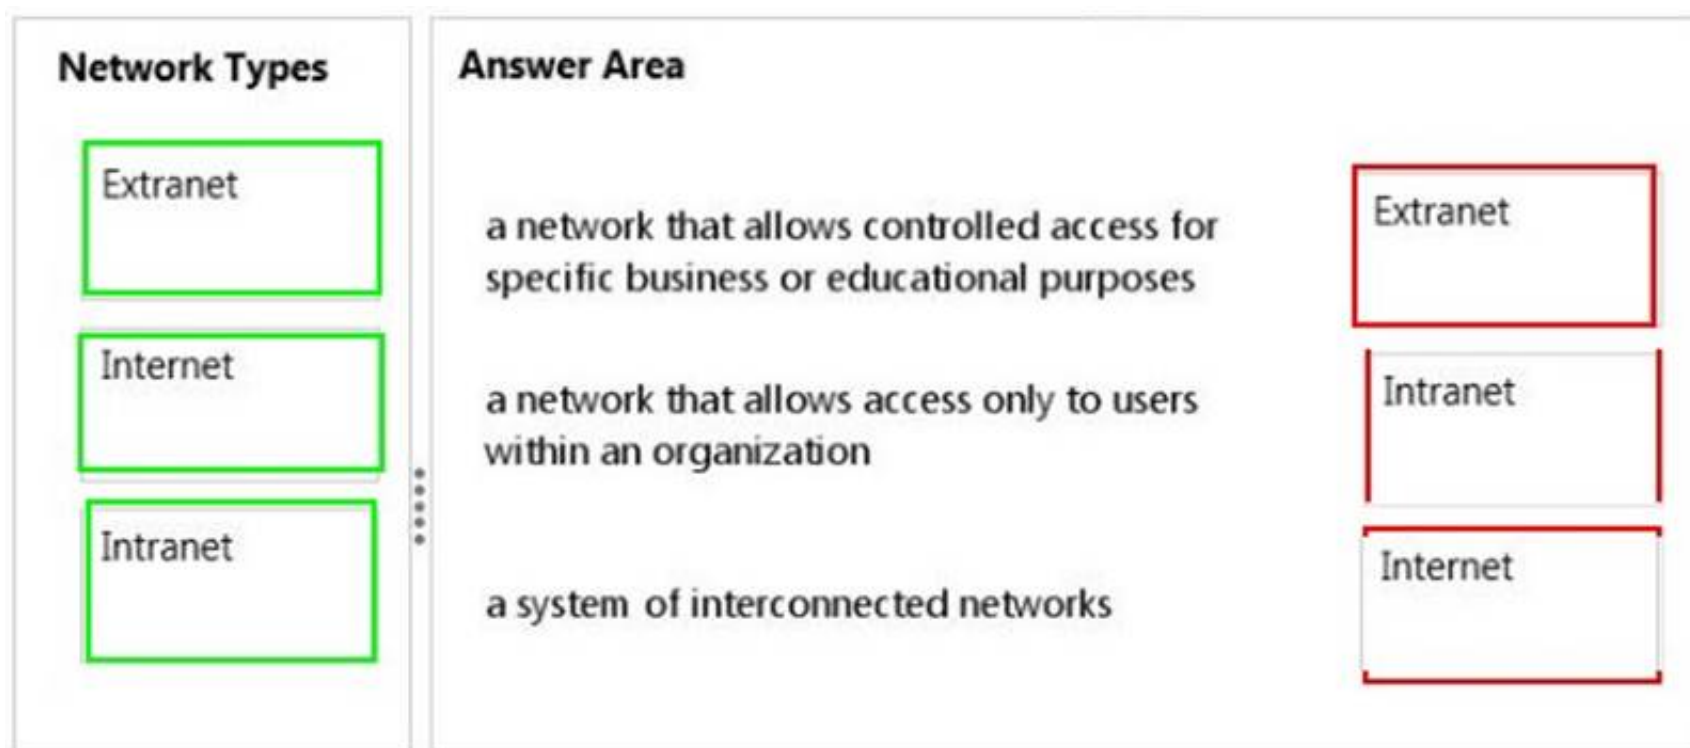 Network Types
Extranet
Internet
Intranet
Answer Area
a network that allows controlled access for
specific business or educational purposes
Extranet
a network that allows access only to users
within an organization
Intranet
a system of interconnected networks
Internet